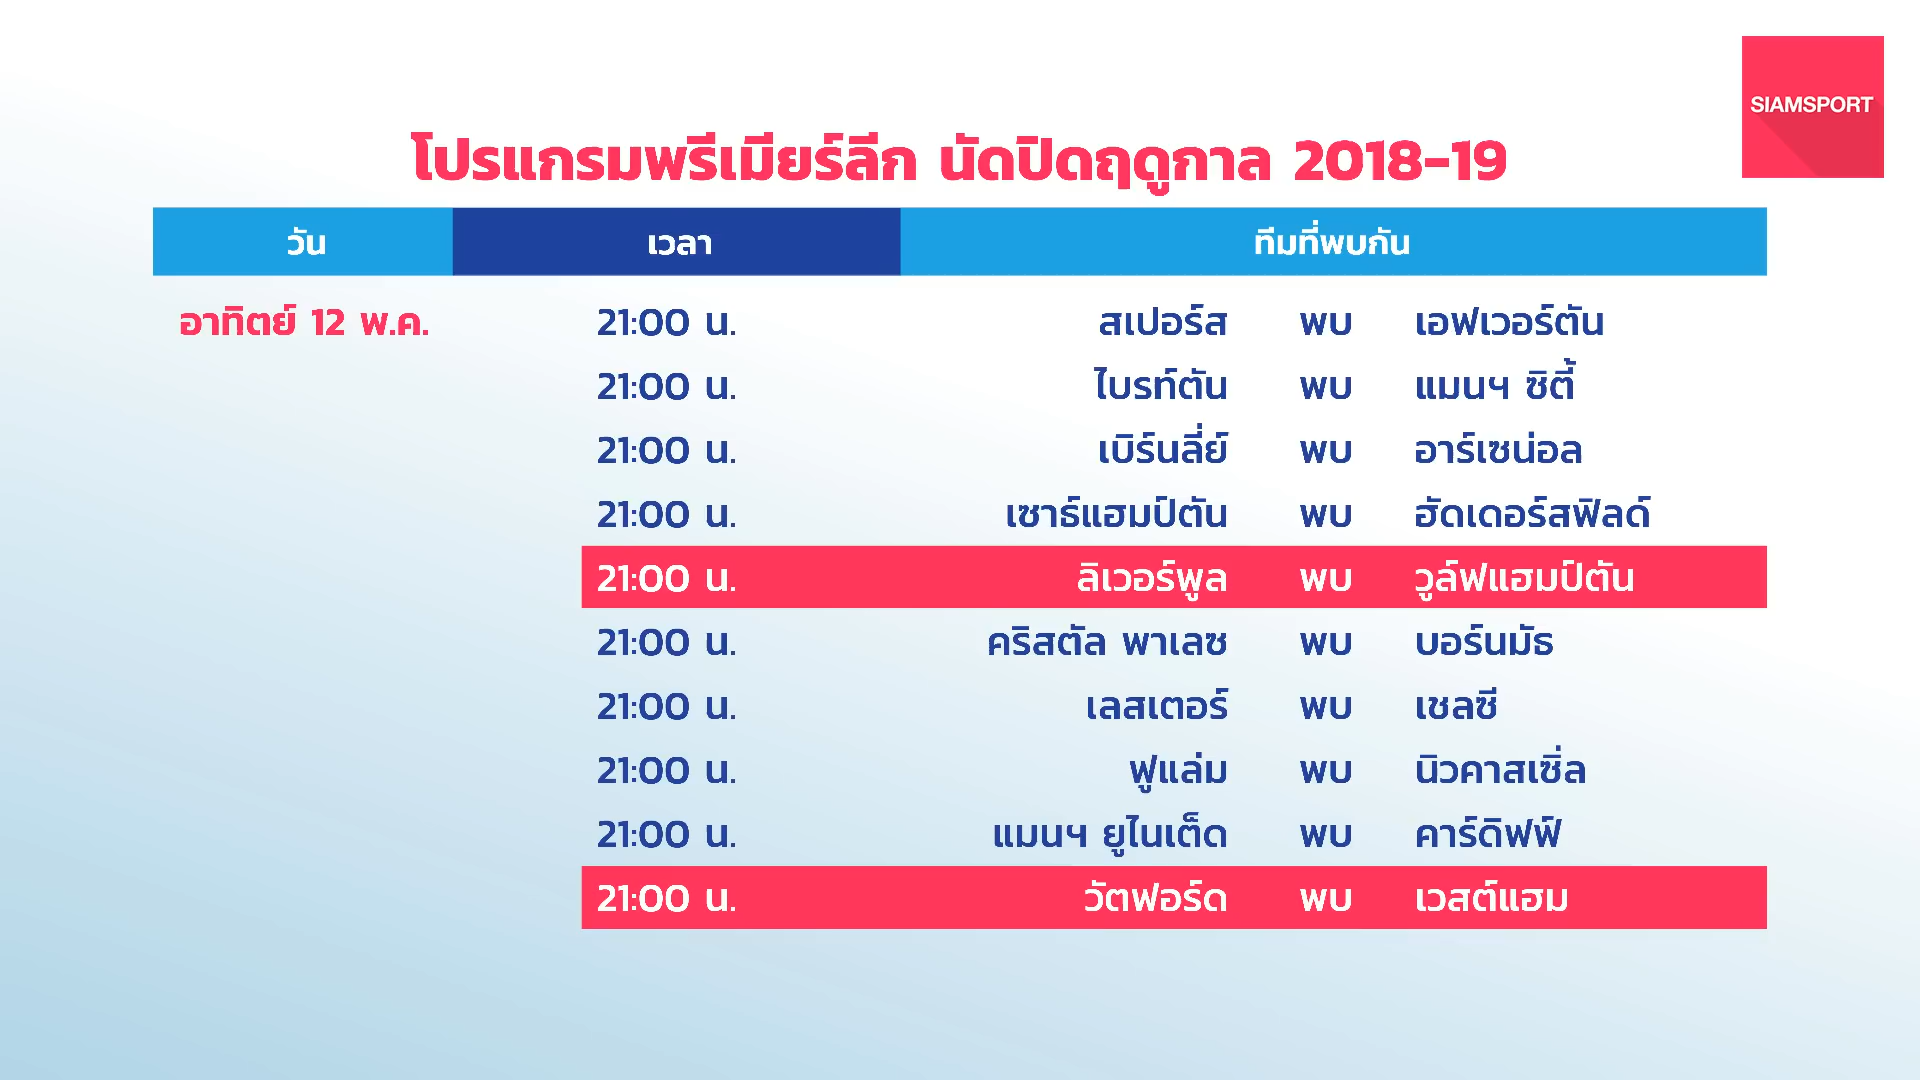 SIAMSPORT
โปรแกรมพรีเมียร์ลีก นัดปิดฤดูกาล 2018-19
วัน เวลา ทีมที่พบกัน
อาทิตย์ 12 พ.ค. 21:00 น. สเปอร์ส พบ เอฟเวอร์ตัน
21:00 น. ไบรท์ตัน พบ แมนฯ ซิตี้
21:00 น. เบิร์นลี่ย์ พบ อาร์เซน่อล
21:00 น. เซาธ์แฮมป์ตัน พบ ฮัดเดอร์สฟิลด์
21:00 น. ลิเวอร์พูล พบ วูล์ฟแฮมป์ตัน
21:00 น. คริสตัล พาเลซ พบ บอร์นมัธ
21:00 น. เลสเตอร์ พบ เชลซี
21:00 น. ฟูแล่ม พบ นิวคาสเซิ่ล
21:00 น. แมนฯ ยูไนเต็ด พบ คาร์ดิฟฟ์
21:00 น. วัตฟอร์ด พบ เวสต์แฮม